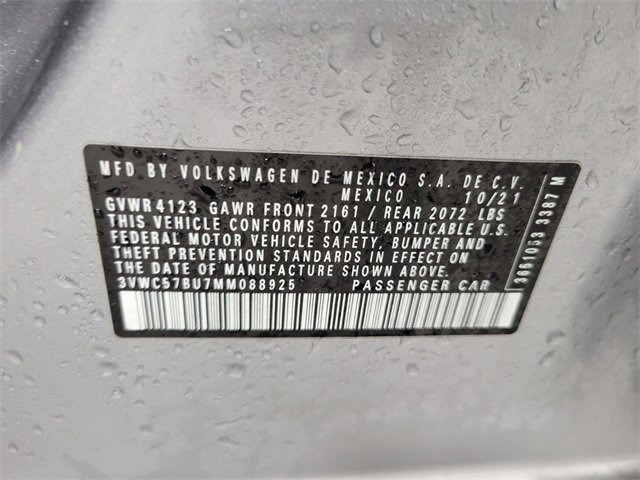 MFD BY VOLKSWAGEN DE MEXICO S.A. DE C.V.
MEXICO 10/21
GVWR 4123 GAWR FRONT 2161 / REAR 2072 LBS
THIS VEHICLE CONFORMS TO ALL APPLICABLE U.S.
FEDERAL MOTOR VEHICLE SAFETY, BUMPER AND
THEFT PREVENTION STANDARDS IN EFFECT ON
THE DATE OF MANUFACTURE SHOWN ABOVE.
3VWC57BU7MM088925 PASSENGER CAR
3387 M